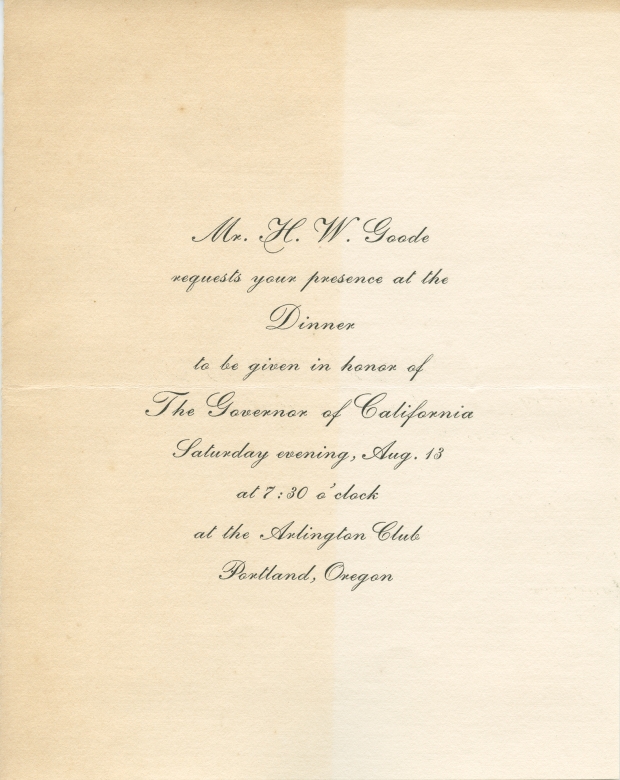 Mr. H. W. Goode
requests your presence at the
Dinner
to be given in honor of
The Governor of California
Saturday evening, Aug. 13
at 7:30 o'clock
at the Arlington Club
Portland, Oregon